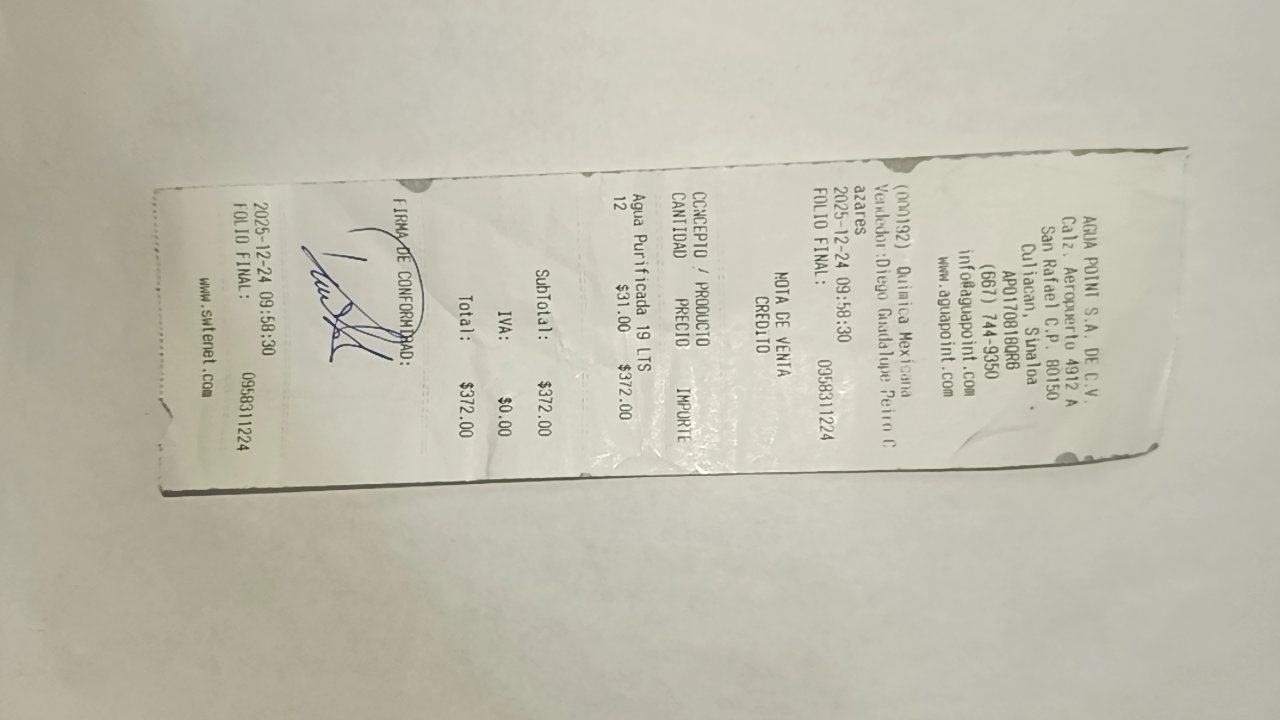 AGUA POINT S.A. DE C.V.
Calz. Aeropuerto 4912 A
San Rafael C.P. 80150
Culiacan, Sinaloa
APO170818QR6
(667) 744-9350
info@aguapoint.com
www.aguapoint.com
(000192) Quimica Mexicana
Vendedor:Diego Guadalupe Peiro C
azares
2025-12-24 09:58:30
FOLIO FINAL: 0958311224
NOTA DE VENTA
CREDITO
CONCEPTO / PRODUCTO
CANTIDAD PRECIO IMPORTE
Agua Purificada 19 LTS
12 $31.00 $372.00
SubTotal: $372.00
IVA: $0.00
Total: $372.00
FIRMA DE CONFORMIDAD:
2025-12-24 09:58:30
FOLIO FINAL: 0958311224
www.swtenet.com